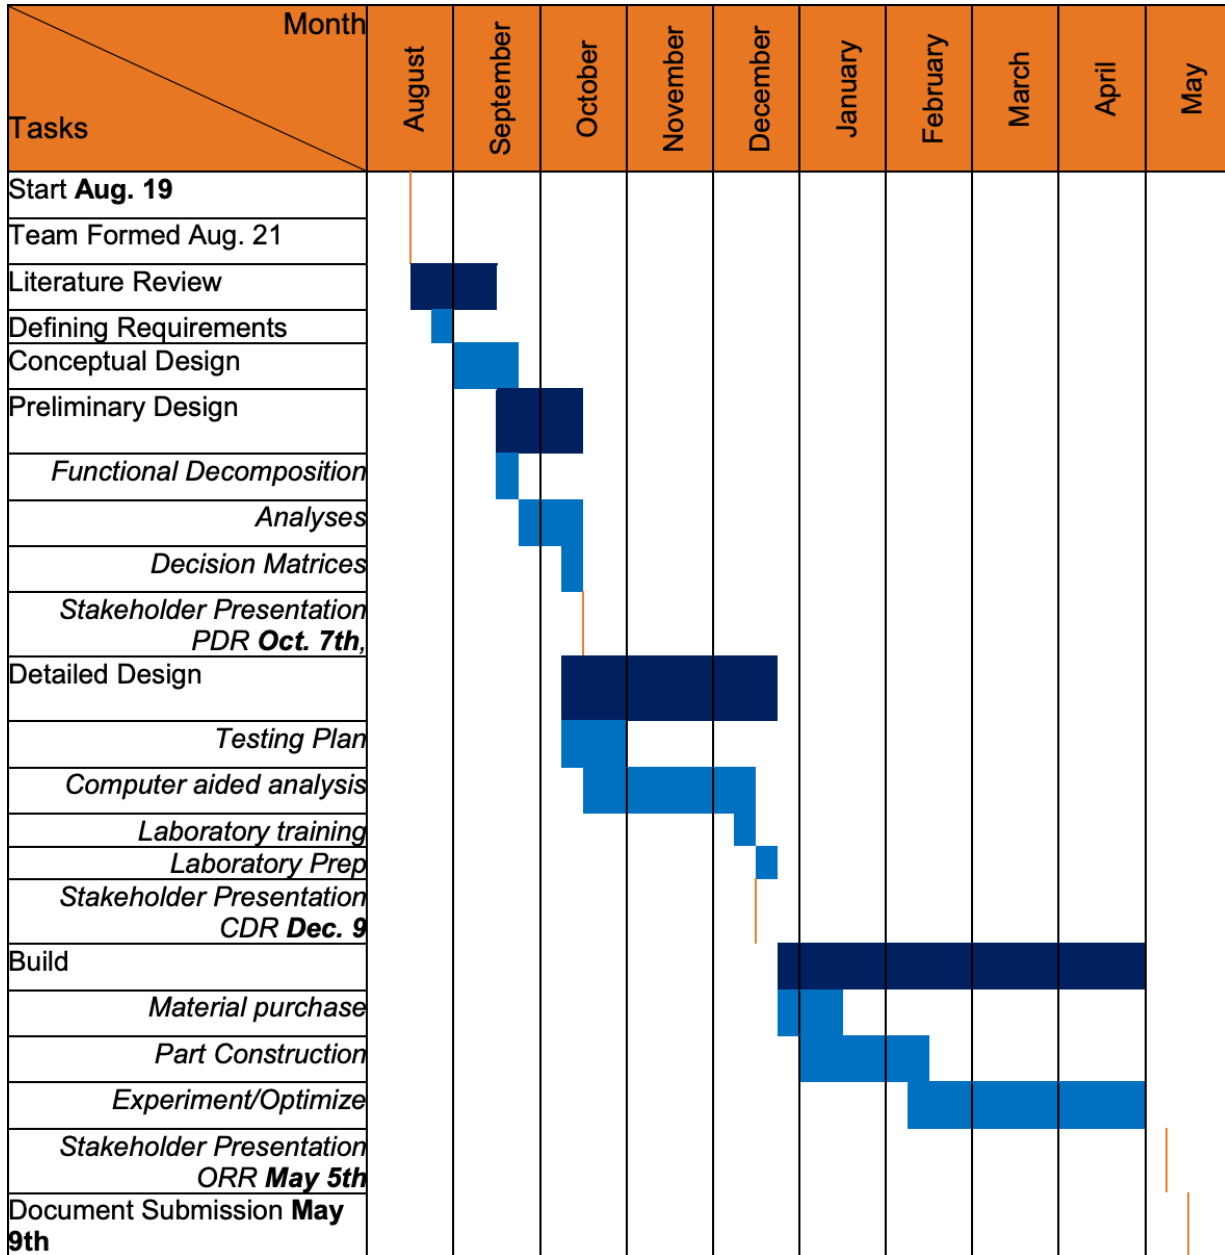 Month
Tasks
August
September
October
November
December
January
February
March
April
May
Start Aug. 19
Team Formed Aug. 21
Literature Review
Defining Requirements
Conceptual Design
Preliminary Design
Functional Decomposition
Analyses
Decision Matrices
Stakeholder Presentation
PDR Oct. 7th,
Detailed Design
Testing Plan
Computer aided analysis
Laboratory training
Laboratory Prep
Stakeholder Presentation
CDR Dec. 9
Build
Material purchase
Part Construction
Experiment/Optimize
Stakeholder Presentation
ORR May 5th
Document Submission May
9th